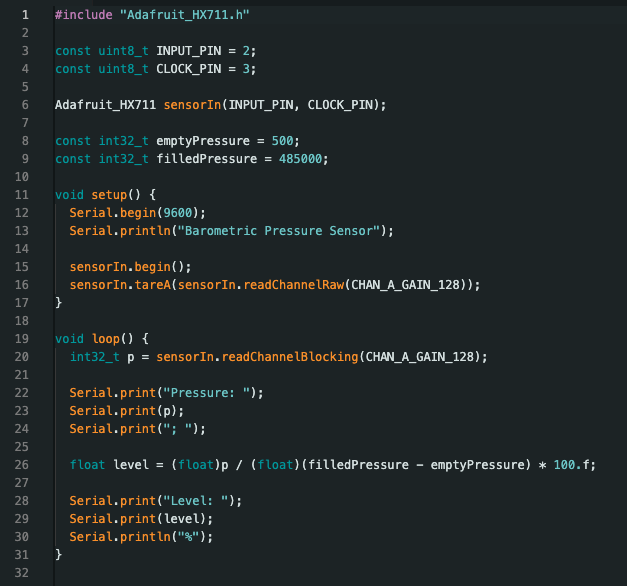 1 #include "Adafruit_HX711.h"
2
3 const uint8_t INPUT_PIN = 2;
4 const uint8_t CLOCK_PIN = 3;
5
6 Adafruit_HX711 sensorIn(INPUT_PIN, CLOCK_PIN);
7
8 const int32_t emptyPressure = 500;
9 const int32_t filledPressure = 485000;
10
11 void setup() {
12   Serial.begin(9600);
13   Serial.println("Barometric Pressure Sensor");
14
15   sensorIn.begin();
16   sensorIn.tareA(sensorIn.readChannelRaw(CHAN_A_GAIN_128));
17 }
18
19 void loop() {
20   int32_t p = sensorIn.readChannelBlocking(CHAN_A_GAIN_128);
21
22   Serial.print("Pressure: ");
23   Serial.print(p);
24   Serial.print("; ");
25
26   float level = (float)p / (float)(filledPressure - emptyPressure) * 100.f;
27
28   Serial.print("Level: ");
29   Serial.print(level);
30   Serial.println("%");
31 }
32